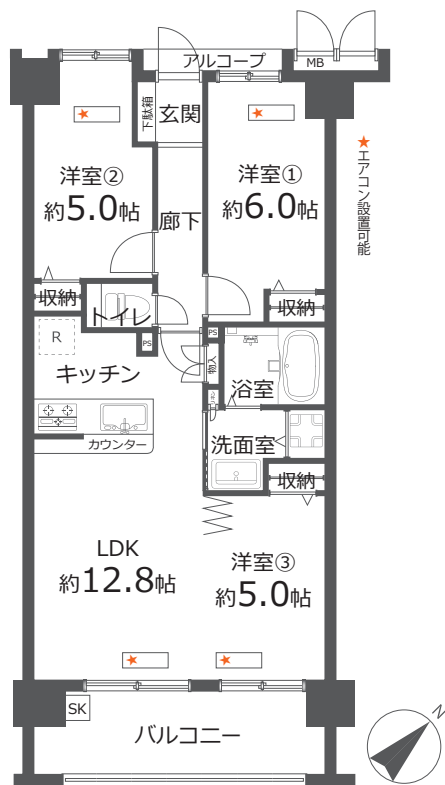 アルコープ
MB
下駄箱
玄関
★エアコン設置可能
洋室②
約5.0帖
洋室①
約6.0帖
廊下
収納
トイレ
収納
R
PS
PS
物入
キッチン
浴室
リネン
洗面室
カウンター
収納
LDK
約12.8帖
洋室③
約5.0帖
SK
バルコニー
N